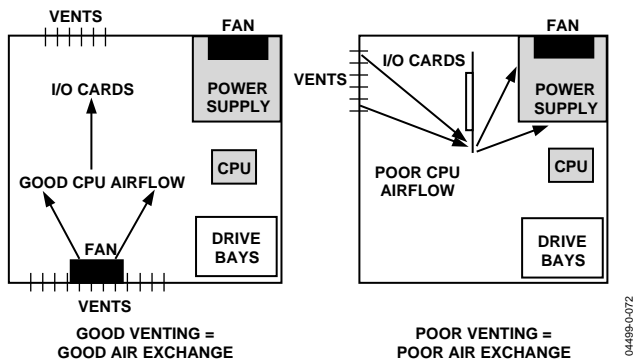 VENTS
FAN
I/O CARDS
POWER
SUPPLY
CPU
GOOD CPU AIRFLOW
FAN
DRIVE
BAYS
VENTS
GOOD VENTING =
GOOD AIR EXCHANGE
FAN
VENTS
I/O CARDS
POWER
SUPPLY
CPU
POOR CPU
AIRFLOW
DRIVE
BAYS
POOR VENTING =
POOR AIR EXCHANGE
04499-0-072